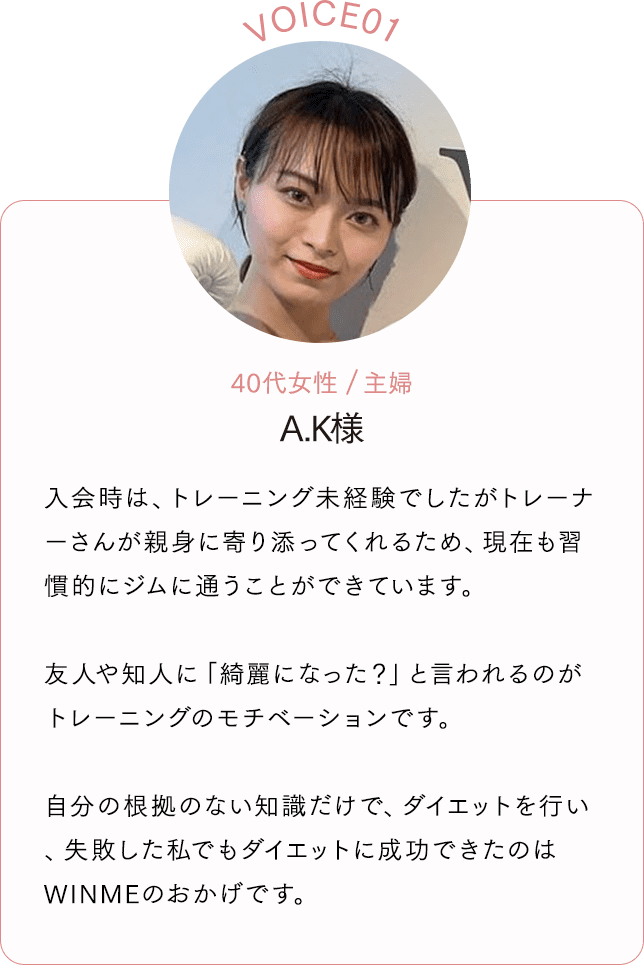 VOICE01
40代女性 / 主婦
A.K様
入会時は、トレーニング未経験でしたがトレーナ
ーさんが親身に寄り添ってくれるため、現在も習
慣的にジムに通うことができています。
友人や知人に「綺麗になった？」と言われるのが
トレーニングのモチベーションです。
自分の根拠のない知識だけで、ダイエットを行い
、失敗した私でもダイエットに成功できたのは
WINMEのおかげです。